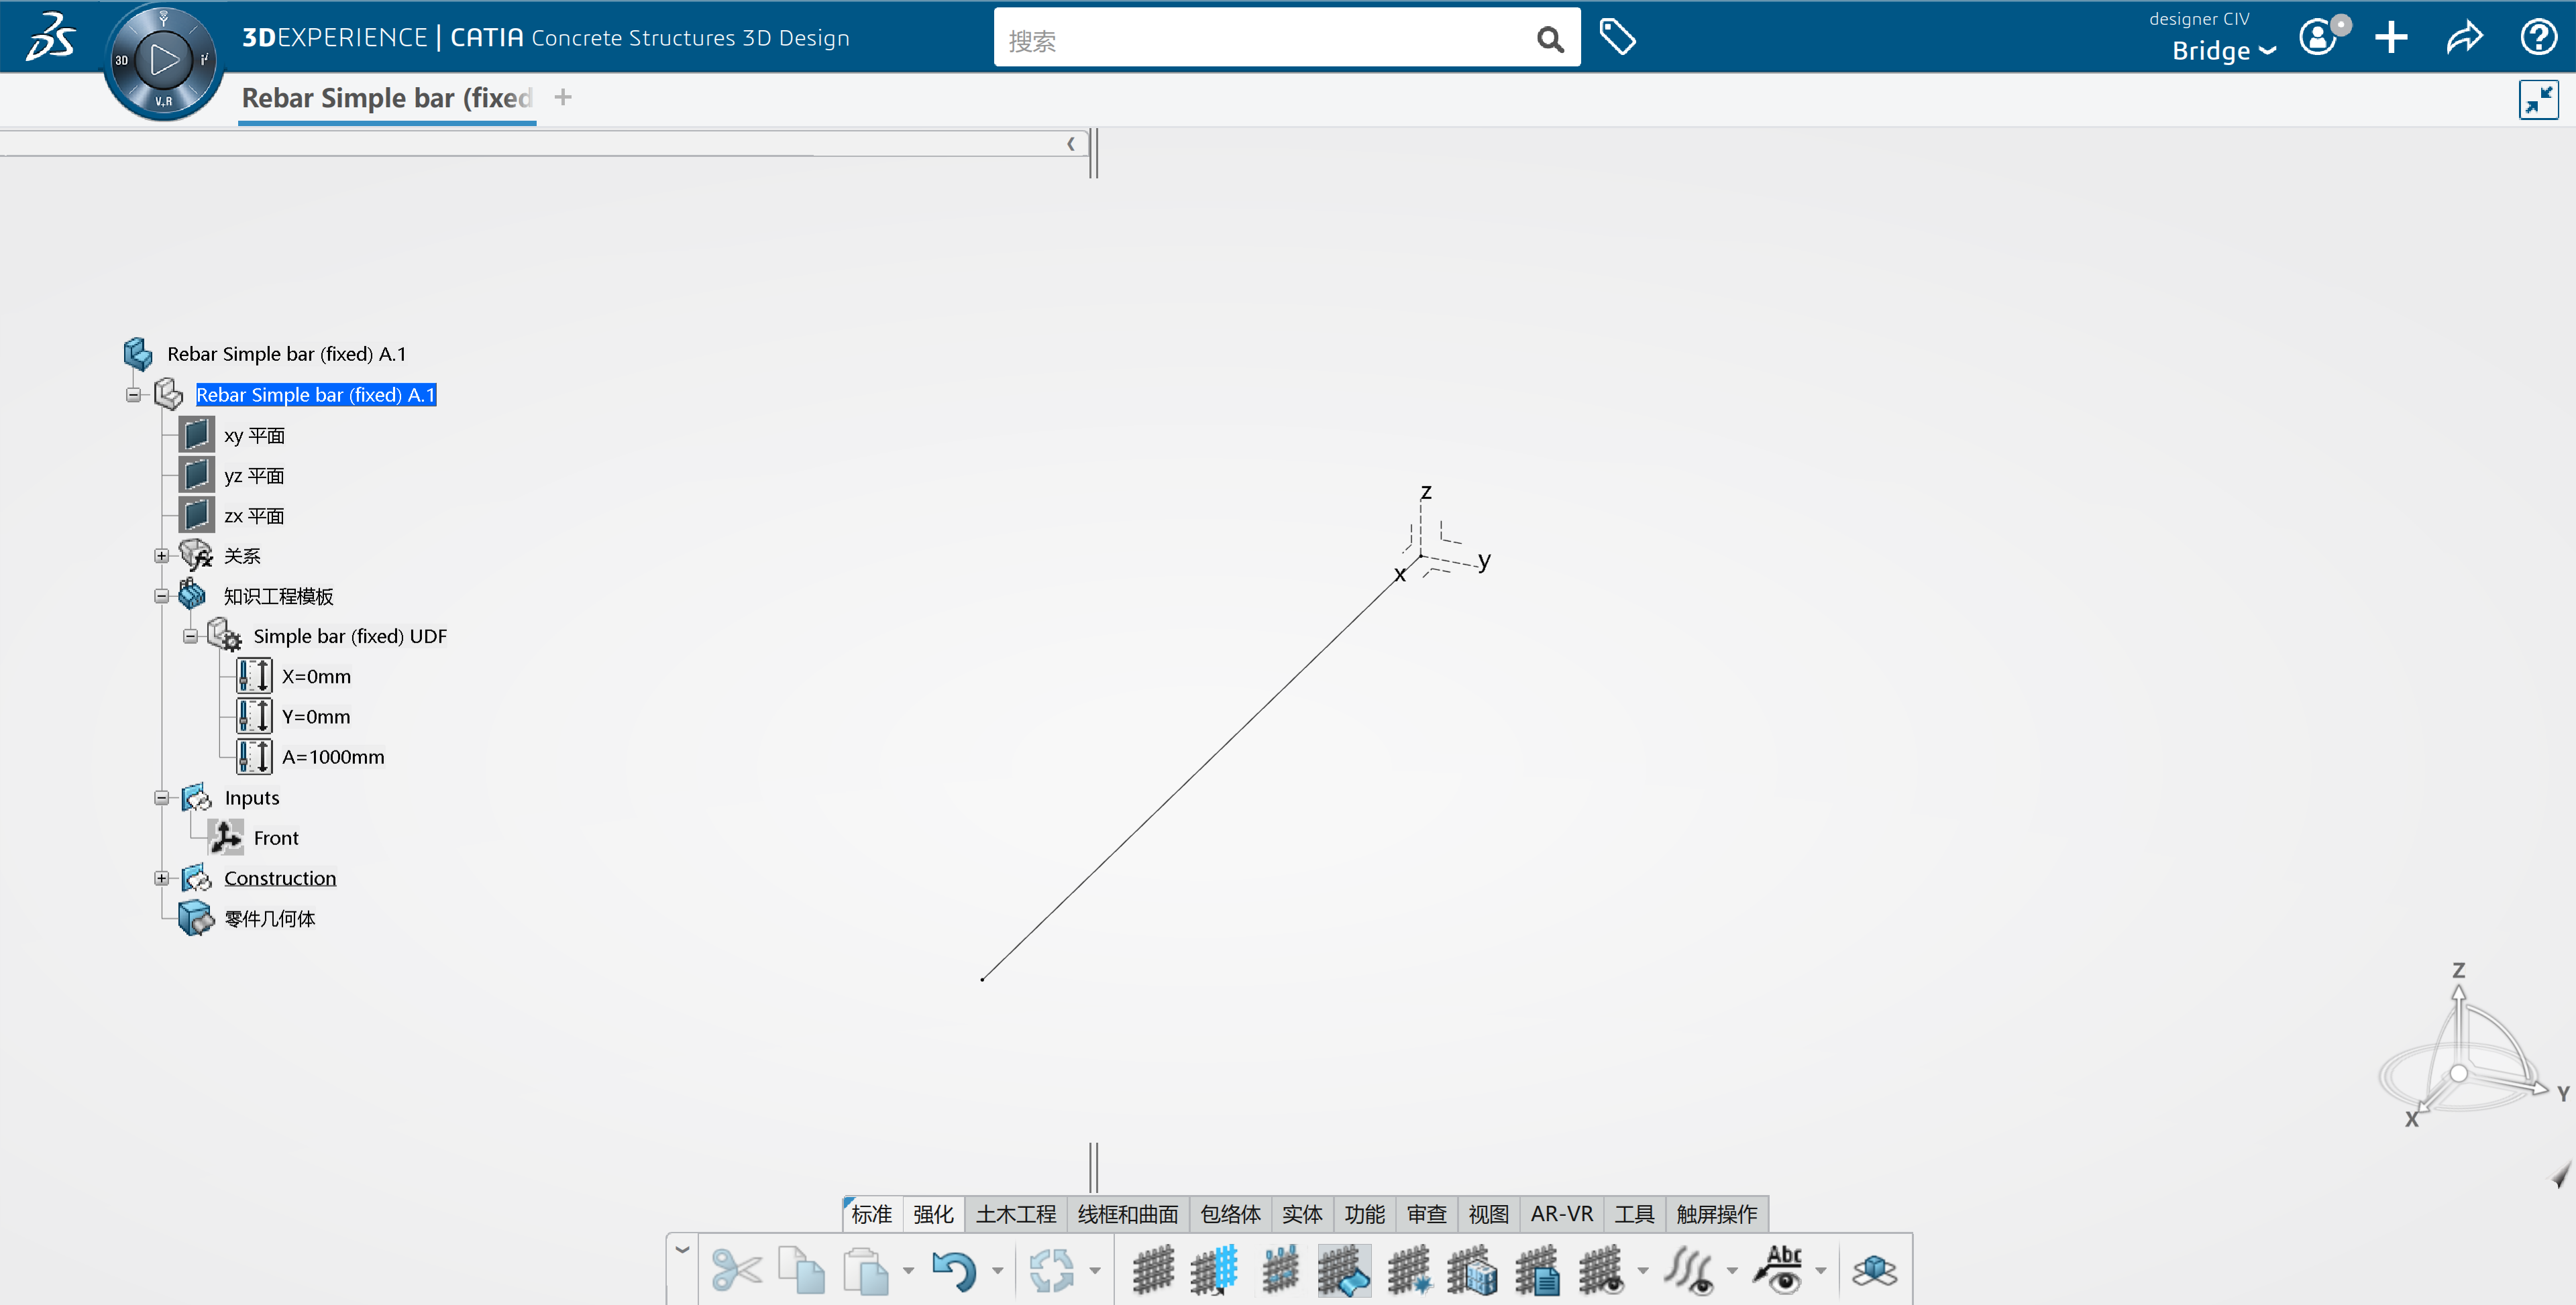 3DEXPERIENCE | CATIA Concrete Structures 3D Design
搜索
designer CIV
Bridge
3D
V,R
Rebar Simple bar (fixed
Rebar Simple bar (fixed) A.1
Rebar Simple bar (fixed) A.1
xy 平面
yz 平面
zx 平面
关系
知识工程模板
Simple bar (fixed) UDF
X=0mm
Y=0mm
A=1000mm
Inputs
Front
Construction
零件几何体
z
y
x
Z
Y
X
标准 强化 土木工程 线框和曲面 包络体 实体 功能 审查 视图 AR-VR 工具 触屏操作
Abc